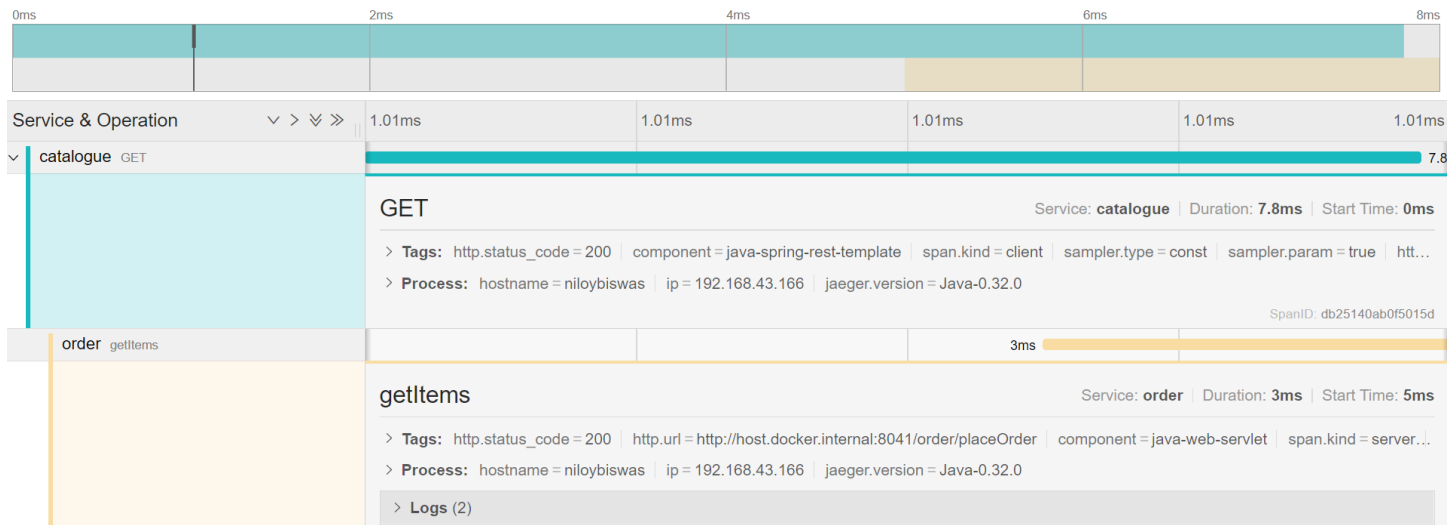 0ms 2ms 4ms 6ms 8ms
Service & Operation 1.01ms 1.01ms 1.01ms 1.01ms 1.01ms
catalogue GET 7.8
GET Service: catalogue Duration: 7.8ms Start Time: 0ms
Tags: http.status_code = 200 component = java-spring-rest-template span.kind = client sampler.type = const sampler.param = true htt...
Process: hostname = niloybiswas ip = 192.168.43.166 jaeger.version = Java-0.32.0
SpanID: db25140ab0f5015d
order getItems 3ms
getItems Service: order Duration: 3ms Start Time: 5ms
Tags: http.status_code = 200 http.url = http://host.docker.internal:8041/order/placeOrder component = java-web-servlet span.kind = server...
Process: hostname = niloybiswas ip = 192.168.43.166 jaeger.version = Java-0.32.0
Logs (2)